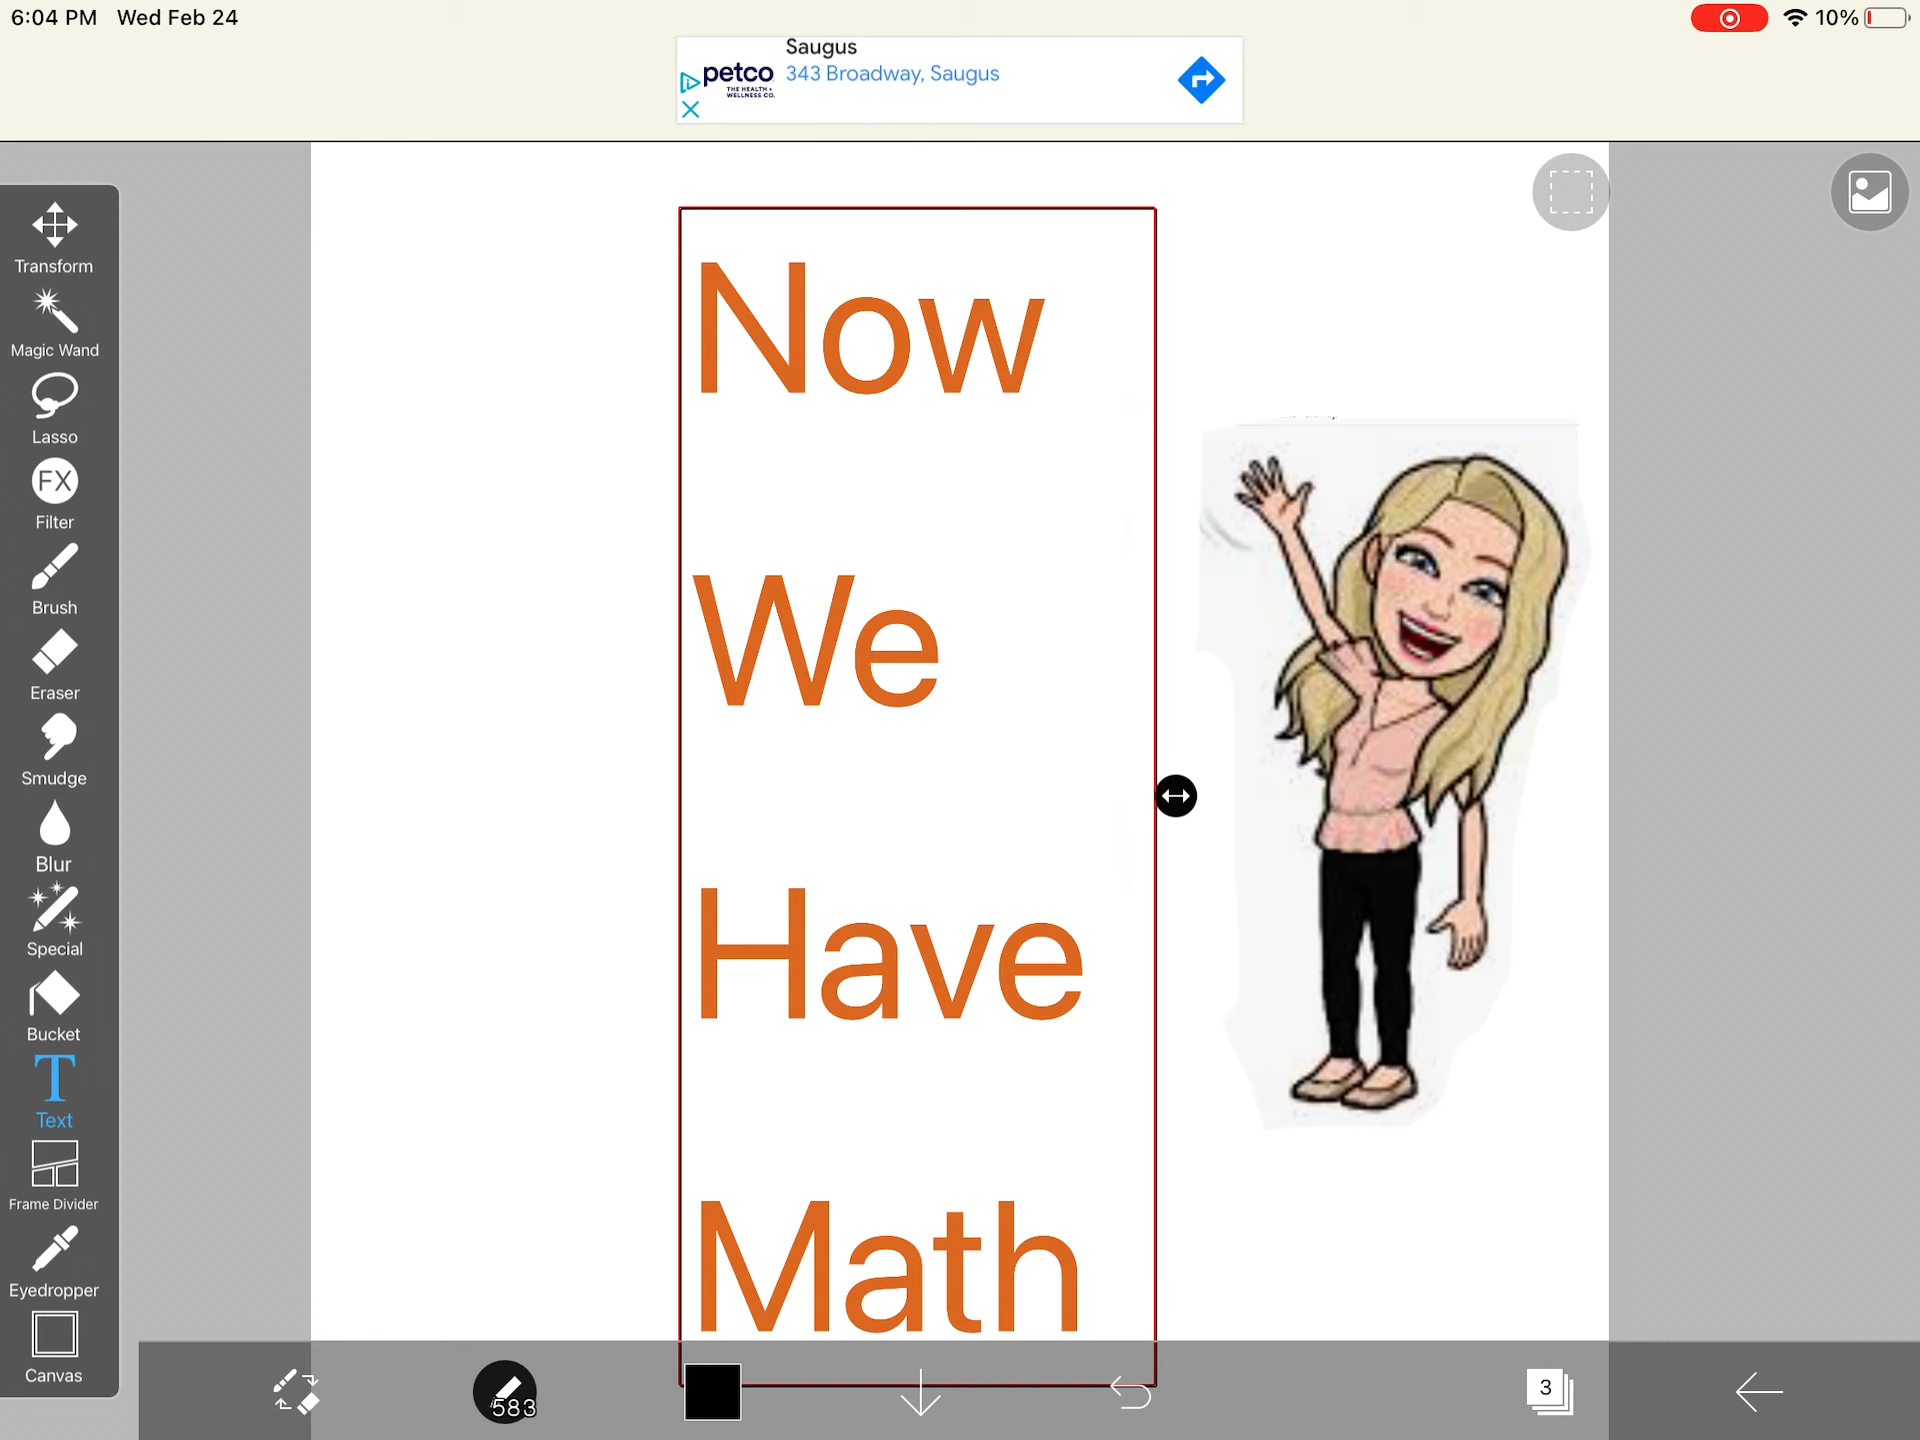 6:04 PM Wed Feb 24
10%
Saugus
petco
THE HEALTH +
WELLNESS CO.
343 Broadway, Saugus
Transform
Magic Wand
Lasso
FX
Filter
Brush
Eraser
Smudge
Blur
Special
Bucket
T
Text
Frame Divider
Eyedropper
Canvas
Now
We
Have
Math
583
3